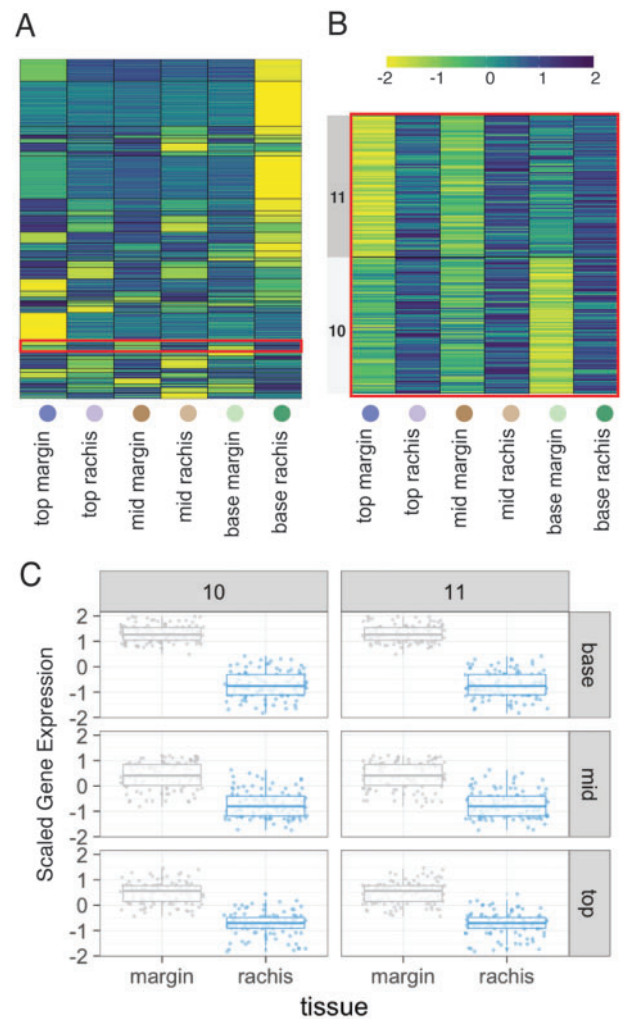 A
B
-2 -1 0 1 2
11
10
top margin
top rachis
mid margin
mid rachis
base margin
base rachis
top margin
top rachis
mid margin
mid rachis
base margin
base rachis
C
10 11
Scaled Gene Expression
2
1
0
-1
-2
base
2
1
0
-1
-2
mid
2
1
0
-1
-2
top
margin rachis margin rachis
tissue